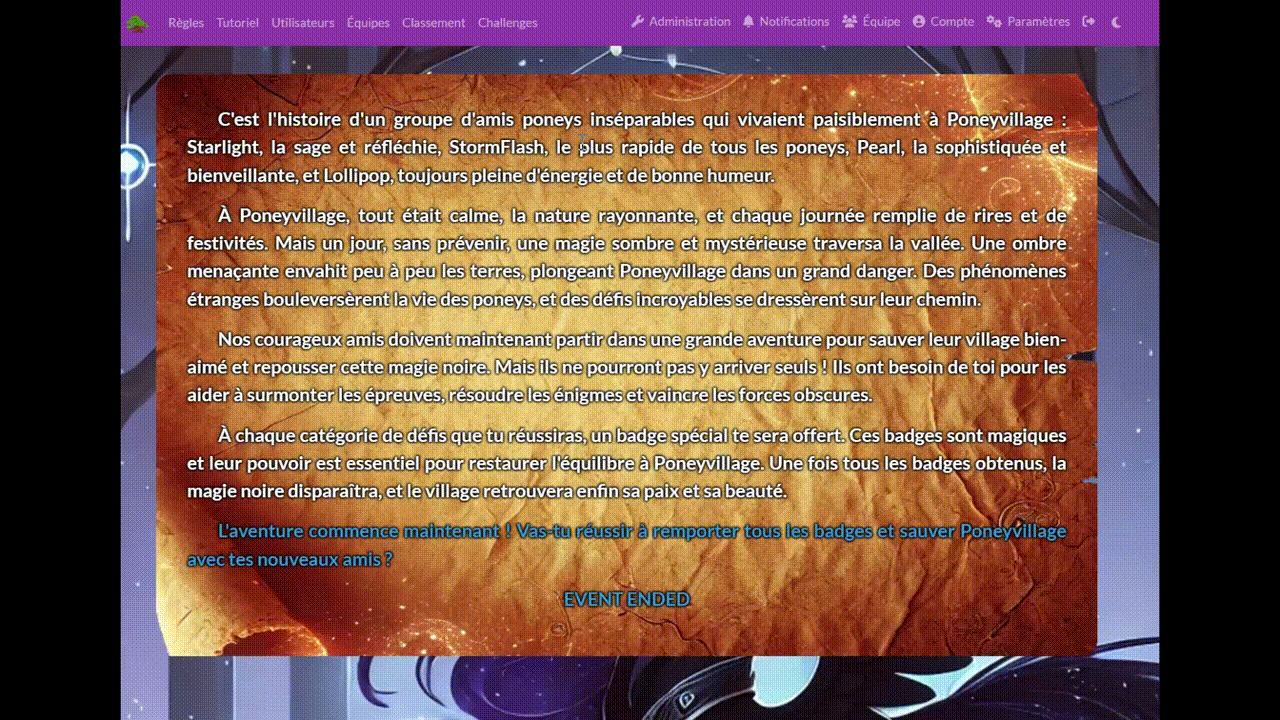 Règles Tutoriel Utilisateurs Équipes Classement Challenges Administration Notifications Équipe Compte Paramètres
C'est l'histoire d'un groupe d'amis poneys inséparables qui vivaient paisiblement à Poneyvillage :
Starlight, la sage et réfléchie, StormFlash, le plus rapide de tous les poneys, Pearl, la sophistiquée et
bienveillante, et Lollipop, toujours pleine d'énergie et de bonne humeur.
À Poneyvillage, tout était calme, la nature rayonnante, et chaque journée remplie de rires et de
festivités. Mais un jour, sans prévenir, une magie sombre et mystérieuse traversa la vallée. Une ombre
menaçante envahit peu à peu les terres, plongeant Poneyvillage dans un grand danger. Des phénomènes
étranges bouleversèrent la vie des poneys, et des défis incroyables se dressèrent sur leur chemin.
Nos courageux amis doivent maintenant partir dans une grande aventure pour sauver leur village bien-
aimé et repousser cette magie noire. Mais ils ne pourront pas y arriver seuls ! Ils ont besoin de toi pour les
aider à surmonter les épreuves, résoudre les énigmes et vaincre les forces obscures.
À chaque catégorie de défis que tu réussiras, un badge spécial te sera offert. Ces badges sont magiques
et leur pouvoir est essentiel pour restaurer l'équilibre à Poneyvillage. Une fois tous les badges obtenus, la
magie noire disparaîtra, et le village retrouvera enfin sa paix et sa beauté.
L'aventure commence maintenant ! Vas-tu réussir à remporter tous les badges et sauver Poneyvillage
avec tes nouveaux amis ?
EVENT ENDED